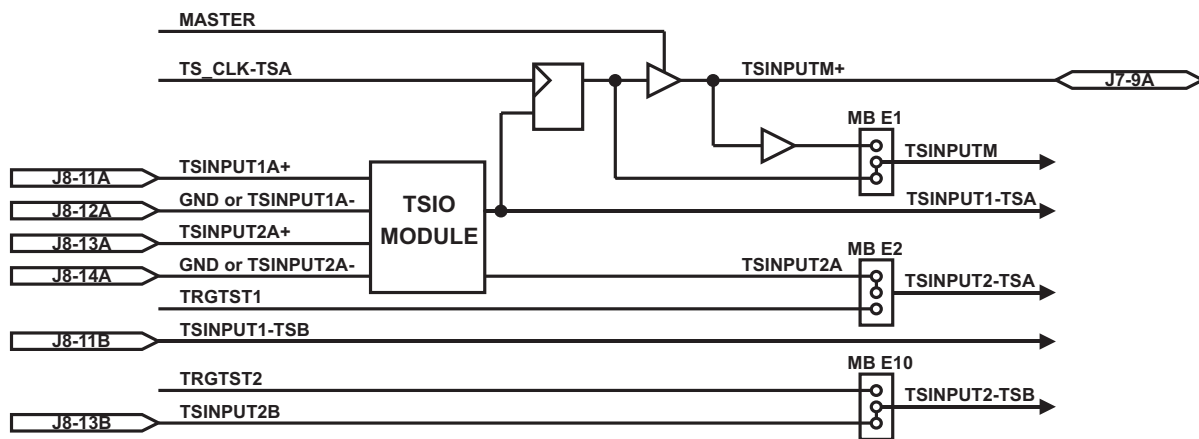 MASTER
TS_CLK-TSA
TSINPUTM+
J7-9A
MB E1
TSINPUTM
J8-11A
TSINPUT1A+
J8-12A
GND or TSINPUT1A-
TSIO
MODULE
TSINPUT1-TSA
J8-13A
TSINPUT2A+
J8-14A
GND or TSINPUT2A-
TSINPUT2A
MB E2
TSINPUT2-TSA
TRGTST1
J8-11B
TSINPUT1-TSB
MB E10
TRGTST2
TSINPUT2-TSB
J8-13B
TSINPUT2B